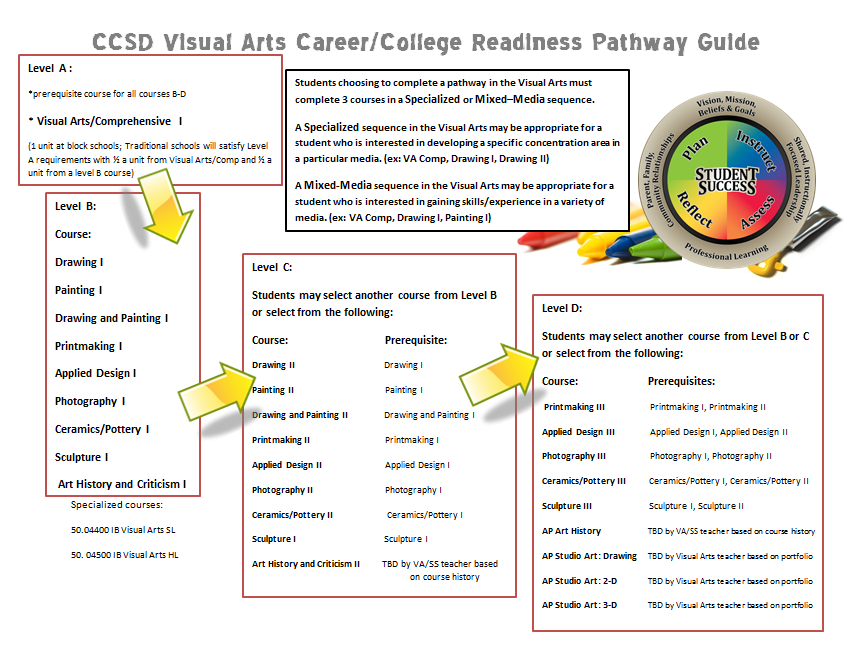 CCSD Visual Arts Career/College Readiness Pathway Guide
Level A :
*prerequisite course for all courses B-D
* Visual Arts/Comprehensive I
(1 unit at block schools; Traditional schools will satisfy Level
A requirements with ½ a unit from Visual Arts/Comp and ½ a
unit from a level B course)
Students choosing to complete a pathway in the Visual Arts must
complete 3 courses in a Specialized or Mixed–Media sequence.
A Specialized sequence in the Visual Arts may be appropriate for a
student who is interested in developing a specific concentration area in
a particular media. (ex: VA Comp, Drawing I, Drawing II)
A Mixed-Media sequence in the Visual Arts may be appropriate for a
student who is interested in gaining skills/experience in a variety of
media. (ex: VA Comp, Drawing I, Painting I)
Vision, Mission,
Beliefs & Goals
Parent, Family,
Community Relationships
Shared, Instructionally
Focused Leadership
Professional Learning
Plan
Instruct
STUDENT
SUCCESS
Reflect
Assess
Level B:
Course:
Drawing I
Painting I
Drawing and Painting I
Printmaking I
Applied Design I
Photography I
Ceramics/Pottery I
Sculpture I
Art History and Criticism I
Specialized courses:
50.04400 IB Visual Arts SL
50. 04500 IB Visual Arts HL
Level C:
Students may select another course from Level B
or select from the following:
Course: Prerequisite:
Drawing II Drawing I
Painting II Painting I
Drawing and Painting II Drawing and Painting I
Printmaking II Printmaking I
Applied Design II Applied Design I
Photography II Photography I
Ceramics/Pottery II Ceramics/Pottery I
Sculpture I Sculpture I
Art History and Criticism II TBD by VA/SS teacher based
on course history
Level D:
Students may select another course from Level B or C
or select from the following:
Course: Prerequisites:
Printmaking III Printmaking I, Printmaking II
Applied Design III Applied Design I, Applied Design II
Photography III Photography I, Photography II
Ceramics/Pottery III Ceramics/Pottery I, Ceramics/Pottery II
Sculpture III Sculpture I, Sculpture II
AP Art History TBD by VA/SS teacher based on course history
AP Studio Art: Drawing TBD by Visual Arts teacher based on portfolio
AP Studio Art: 2-D TBD by Visual Arts teacher based on portfolio
AP Studio Art: 3-D TBD by Visual Arts teacher based on portfolio